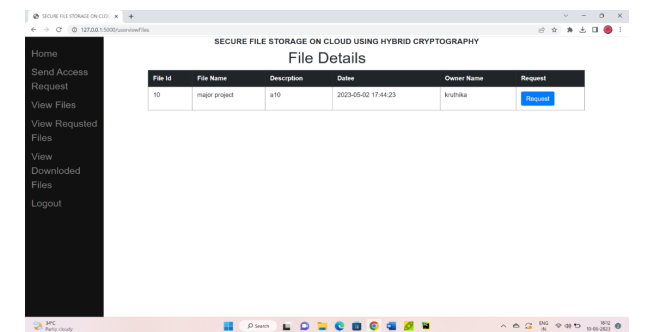 SECURE FILE STORAGE ON CLO
127.0.0.1:5000/userviewFiles
SECURE FILE STORAGE ON CLOUD USING HYBRID CRYPTOGRAPHY
File Details
Home
Send Access
Request
View Files
View Requsted
Files
View
Downloded
Files
Logout
File Id File Name Descrption Datee Owner Name Request
10 major project a10 2023-05-02 17:44:23 kruthika Request
34°C
Partly cloudy
Search
ENG
IN
18:12
10-06-2023